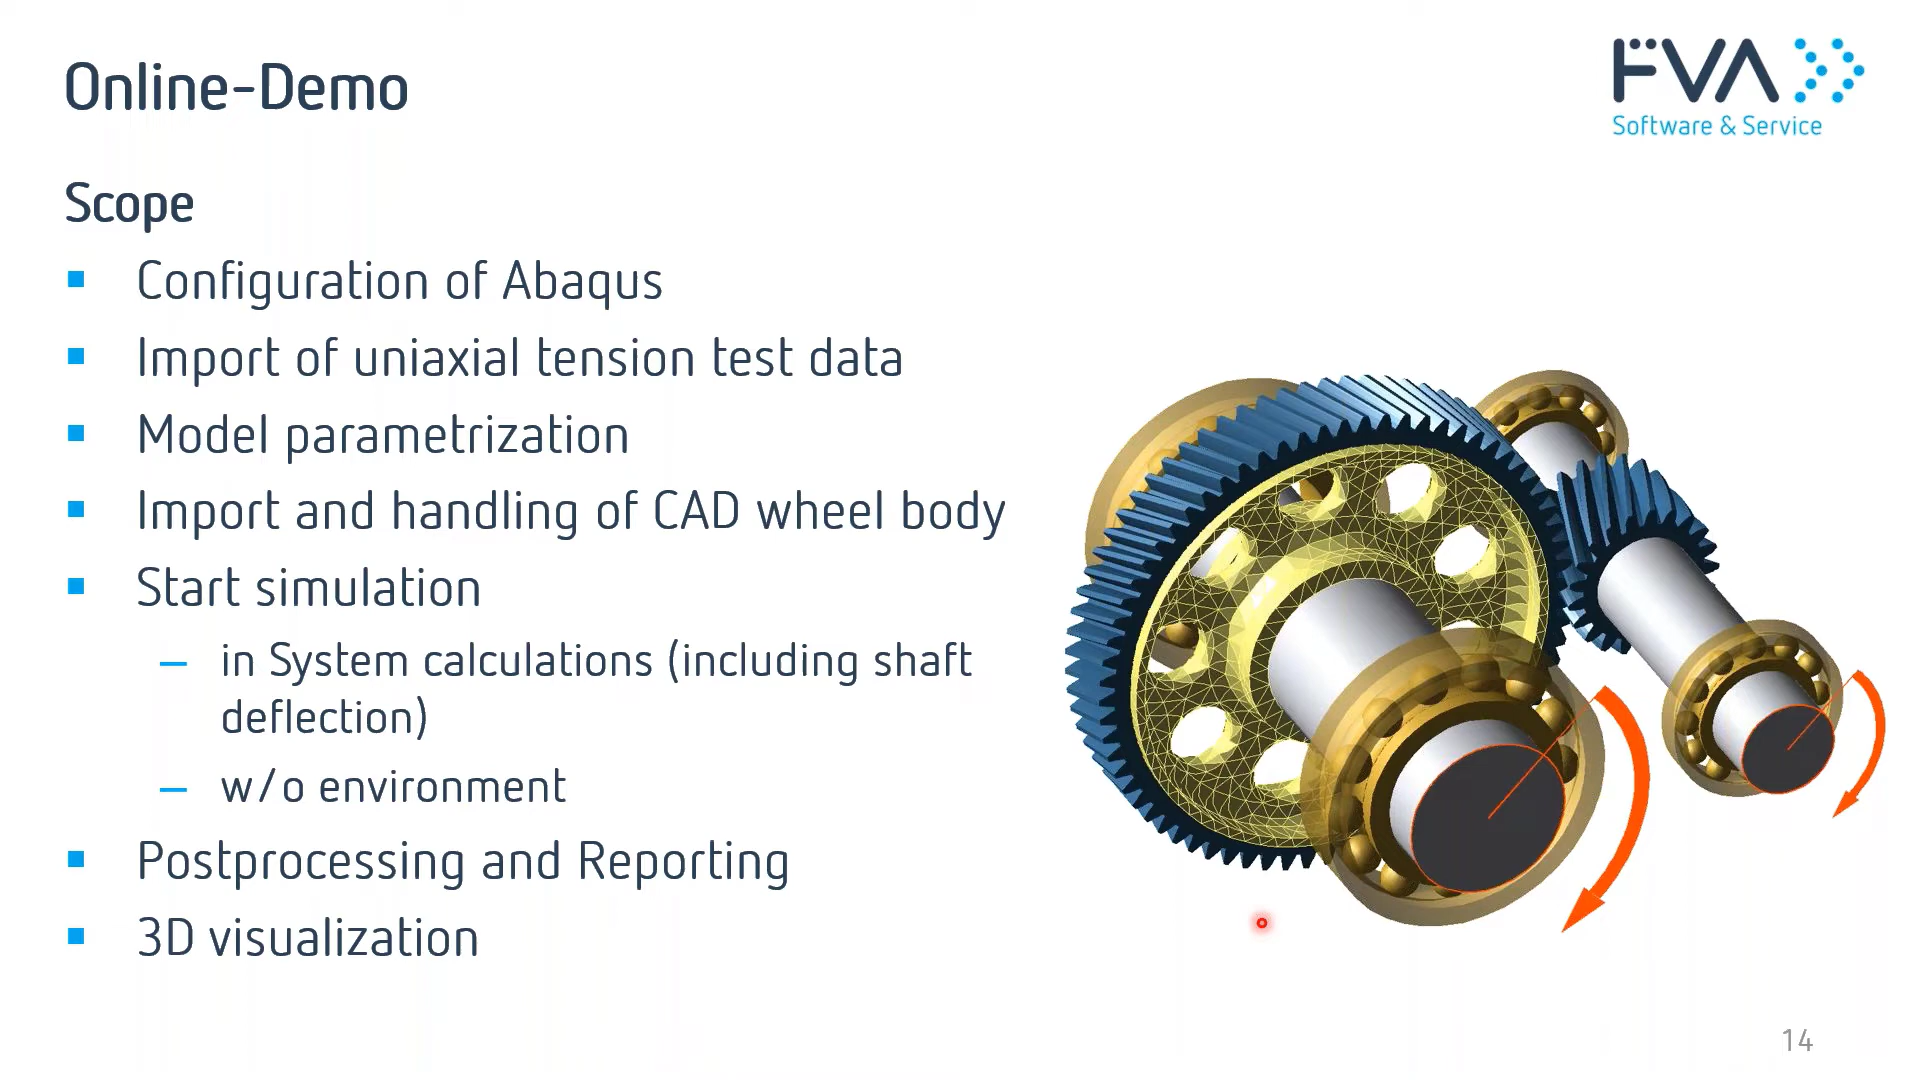 Online-Demo
FVA
Software & Service
Scope
Configuration of Abaqus
Import of uniaxial tension test data
Model parametrization
Import and handling of CAD wheel body
Start simulation
– in System calculations (including shaft
deflection)
– w/o environment
Postprocessing and Reporting
3D visualization
14